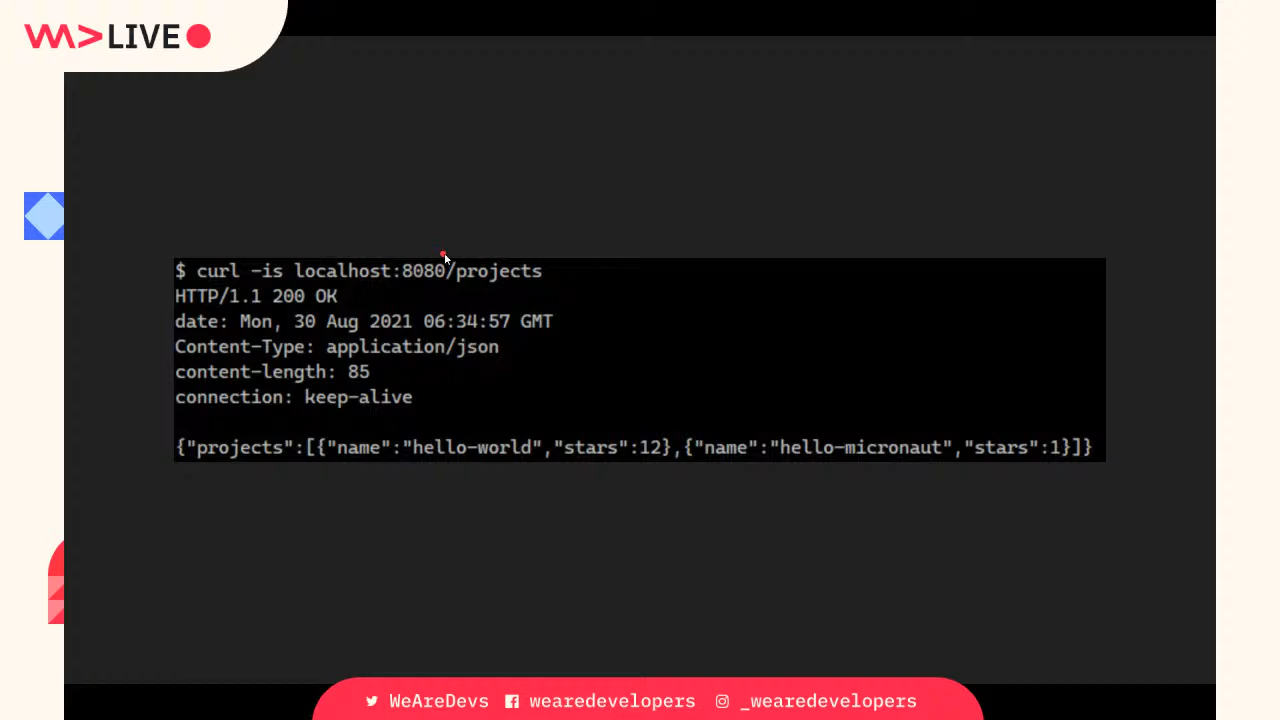 WA>LIVE
$ curl -is localhost:8080/projects
HTTP/1.1 200 OK
date: Mon, 30 Aug 2021 06:34:57 GMT
Content-Type: application/json
content-length: 85
connection: keep-alive
{"projects":[{"name":"hello-world","stars":12},{"name":"hello-micronaut","stars":1}]}
WeAreDevs wearedevelopers _wearedevelopers